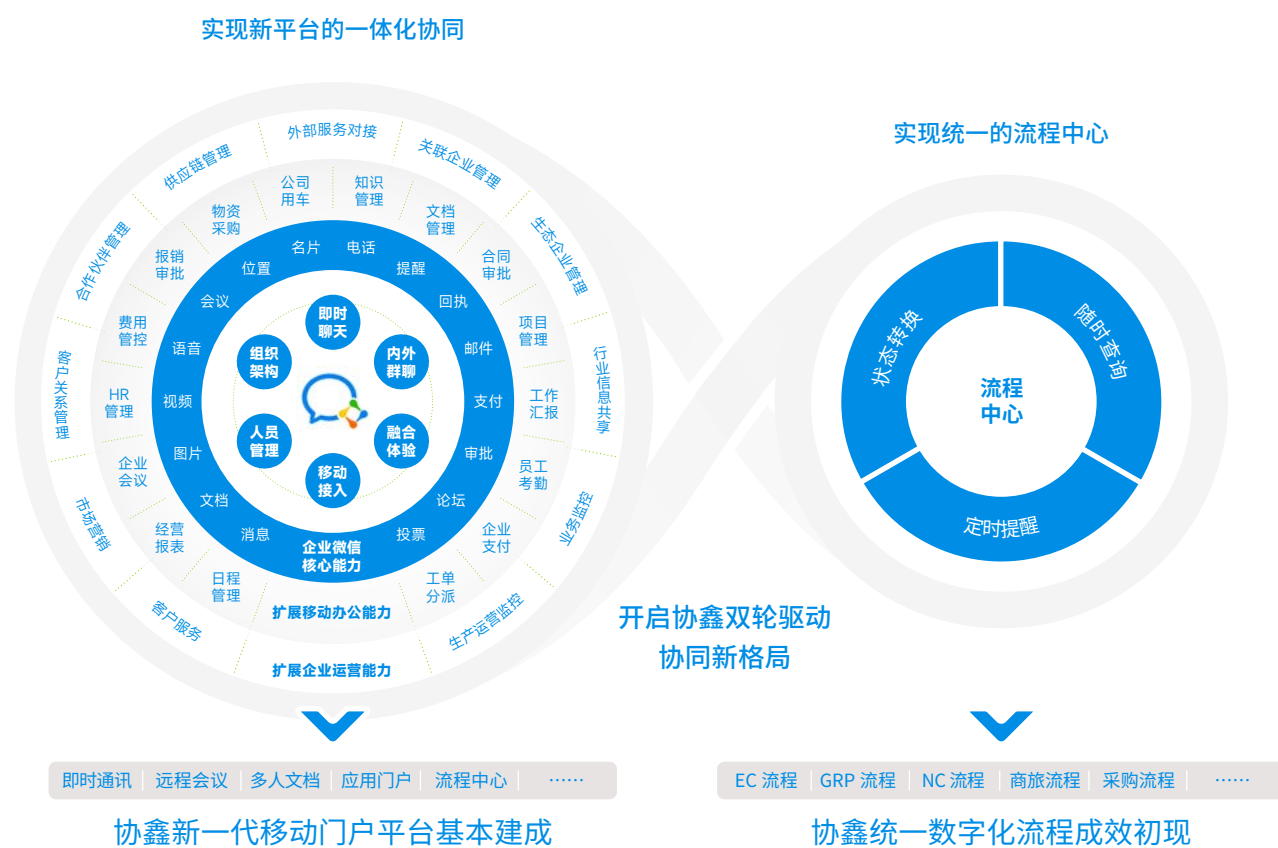 实现新平台的一体化协同
外部服务对接
关联企业管理
生态企业管理
行业信息共享
业务监控
生产运营监控
扩展企业运营能力
客户服务
市场营销
客户关系管理
合作伙伴管理
供应链管理
公司
用车
知识
管理
文档
管理
合同
审批
项目
管理
工作
汇报
员工
考勤
企业
支付
工单
分派
扩展移动办公能力
日程
管理
经营
报表
企业
会议
HR
管理
费用
管控
报销
审批
物资
采购
名片
电话
提醒
回执
邮件
支付
审批
论坛
投票
企业微信
核心能力
消息
文档
图片
视频
语音
会议
位置
即时
聊天
内外
群聊
融合
体验
移动
接入
人员
管理
组织
架构
实现统一的流程中心
状态转换
随时查询
定时提醒
流程
中心
开启协鑫双轮驱动
协同新格局
即时通讯 远程会议 多人文档 应用门户 流程中心 ……
协鑫新一代移动门户平台基本建成
EC 流程 GRP 流程 NC 流程 商旅流程 采购流程 ……
协鑫统一数字化流程成效初现